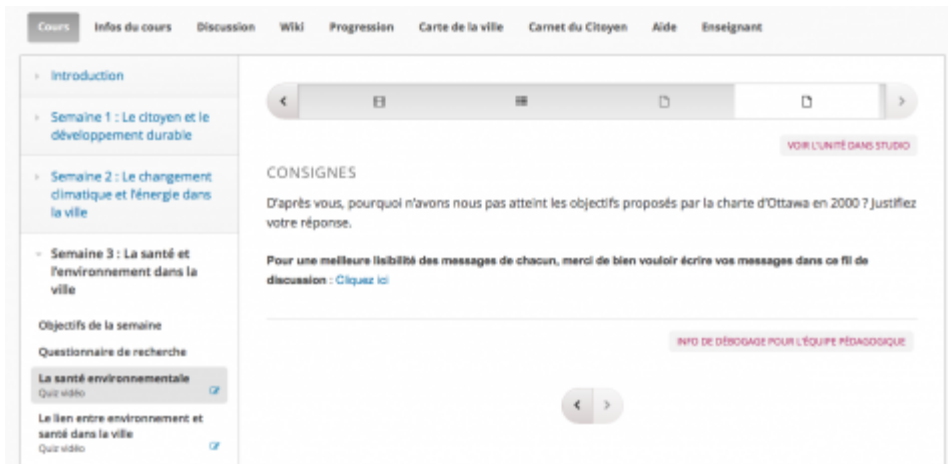 Cours Infos du cours Discussion Wiki Progression Carte de la ville Carnet du Citoyen Aide Enseignant
Introduction
Semaine 1 : Le citoyen et le
développement durable
Semaine 2 : Le changement
climatique et l'énergie dans
la ville
Semaine 3 : La santé et
l'environnement dans la
ville
Objectifs de la semaine
Questionnaire de recherche
La santé environnementale
Quiz vidéo
Le lien entre environnement et
santé dans la ville
Quiz vidéo
VOIR L'UNITÉ DANS STUDIO
CONSIGNES
D'après vous, pourquoi n'avons nous pas atteint les objectifs proposés par la charte d'Ottawa en 2000 ? Justifiez
votre réponse.
Pour une meilleure lisibilité des messages de chacun, merci de bien vouloir écrire vos messages dans ce fil de
discussion : Cliquez ici
INFO DE DÉBOGAGE POUR L'ÉQUIPE PÉDAGOGIQUE